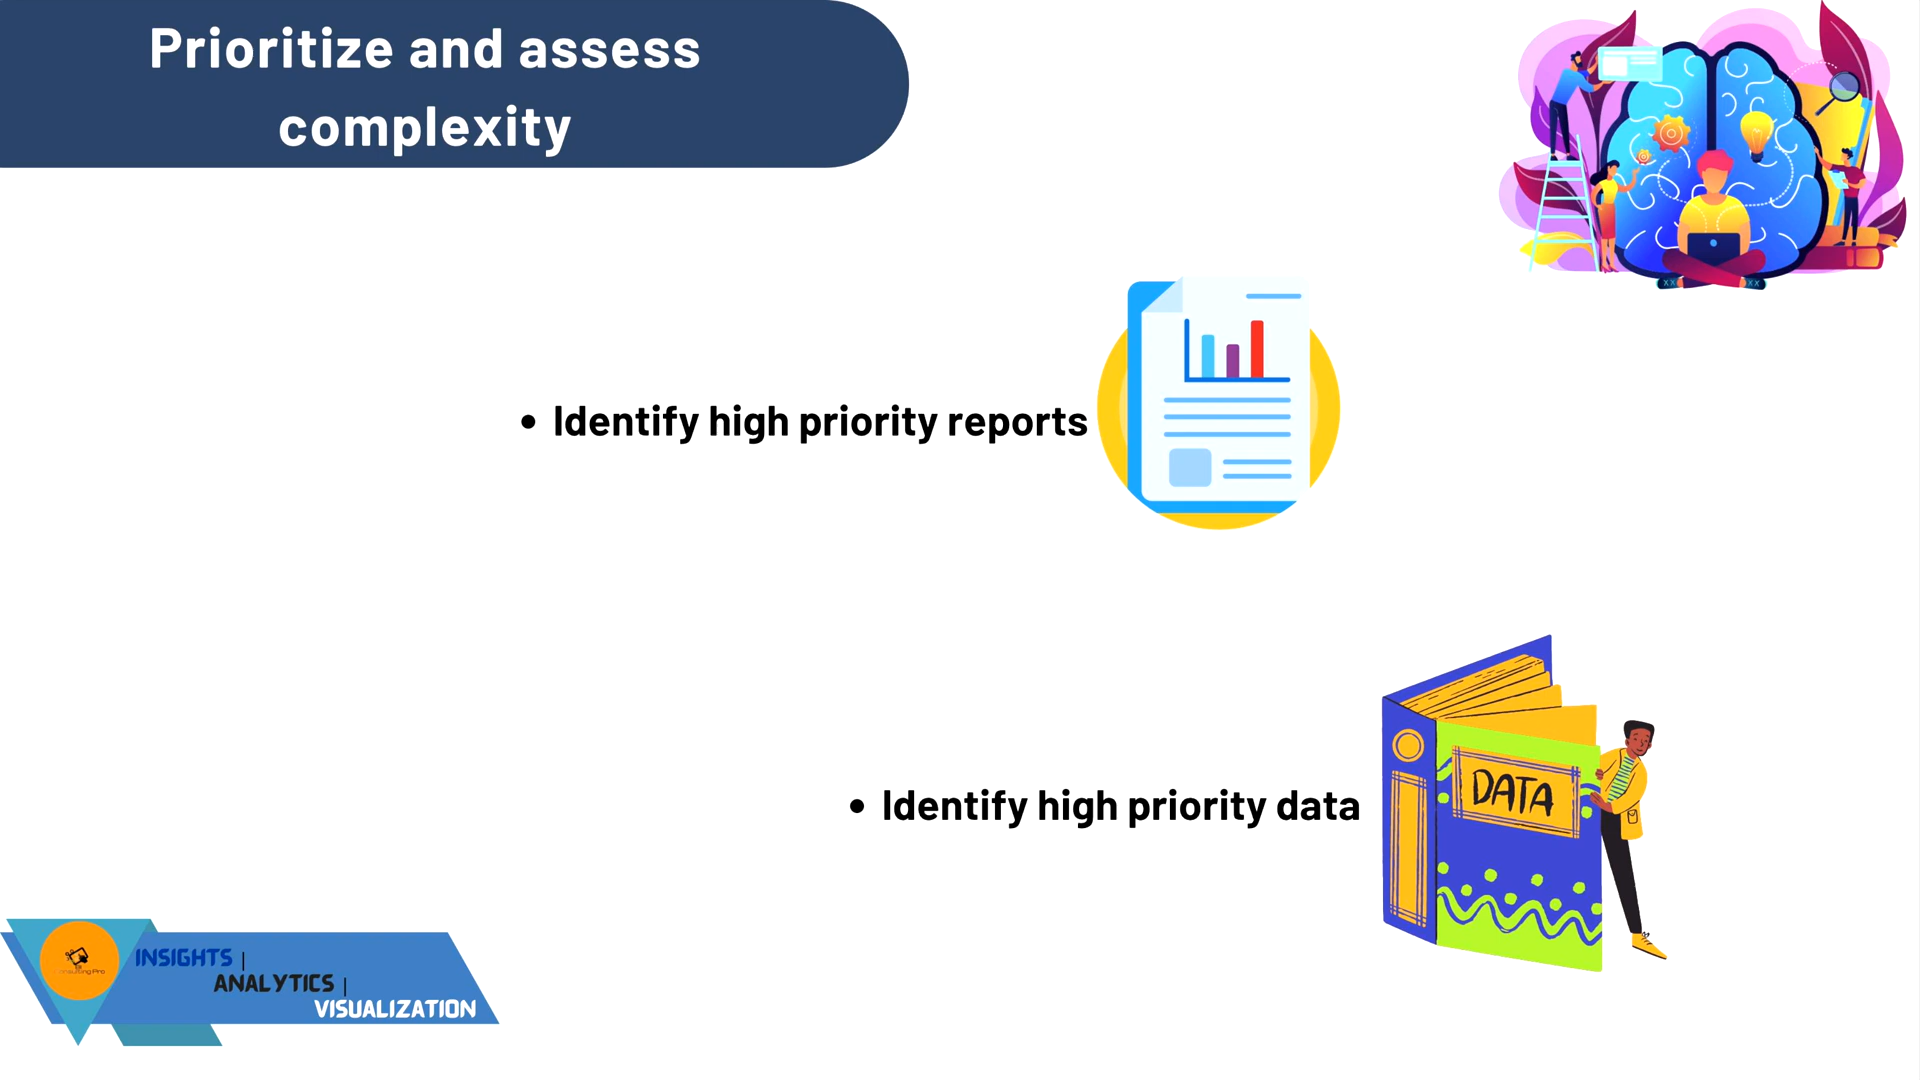 Prioritize and assess
complexity
• Identify high priority reports
• Identify high priority data
DATA
INSIGHTS |
ANALYTICS |
VISUALIZATION